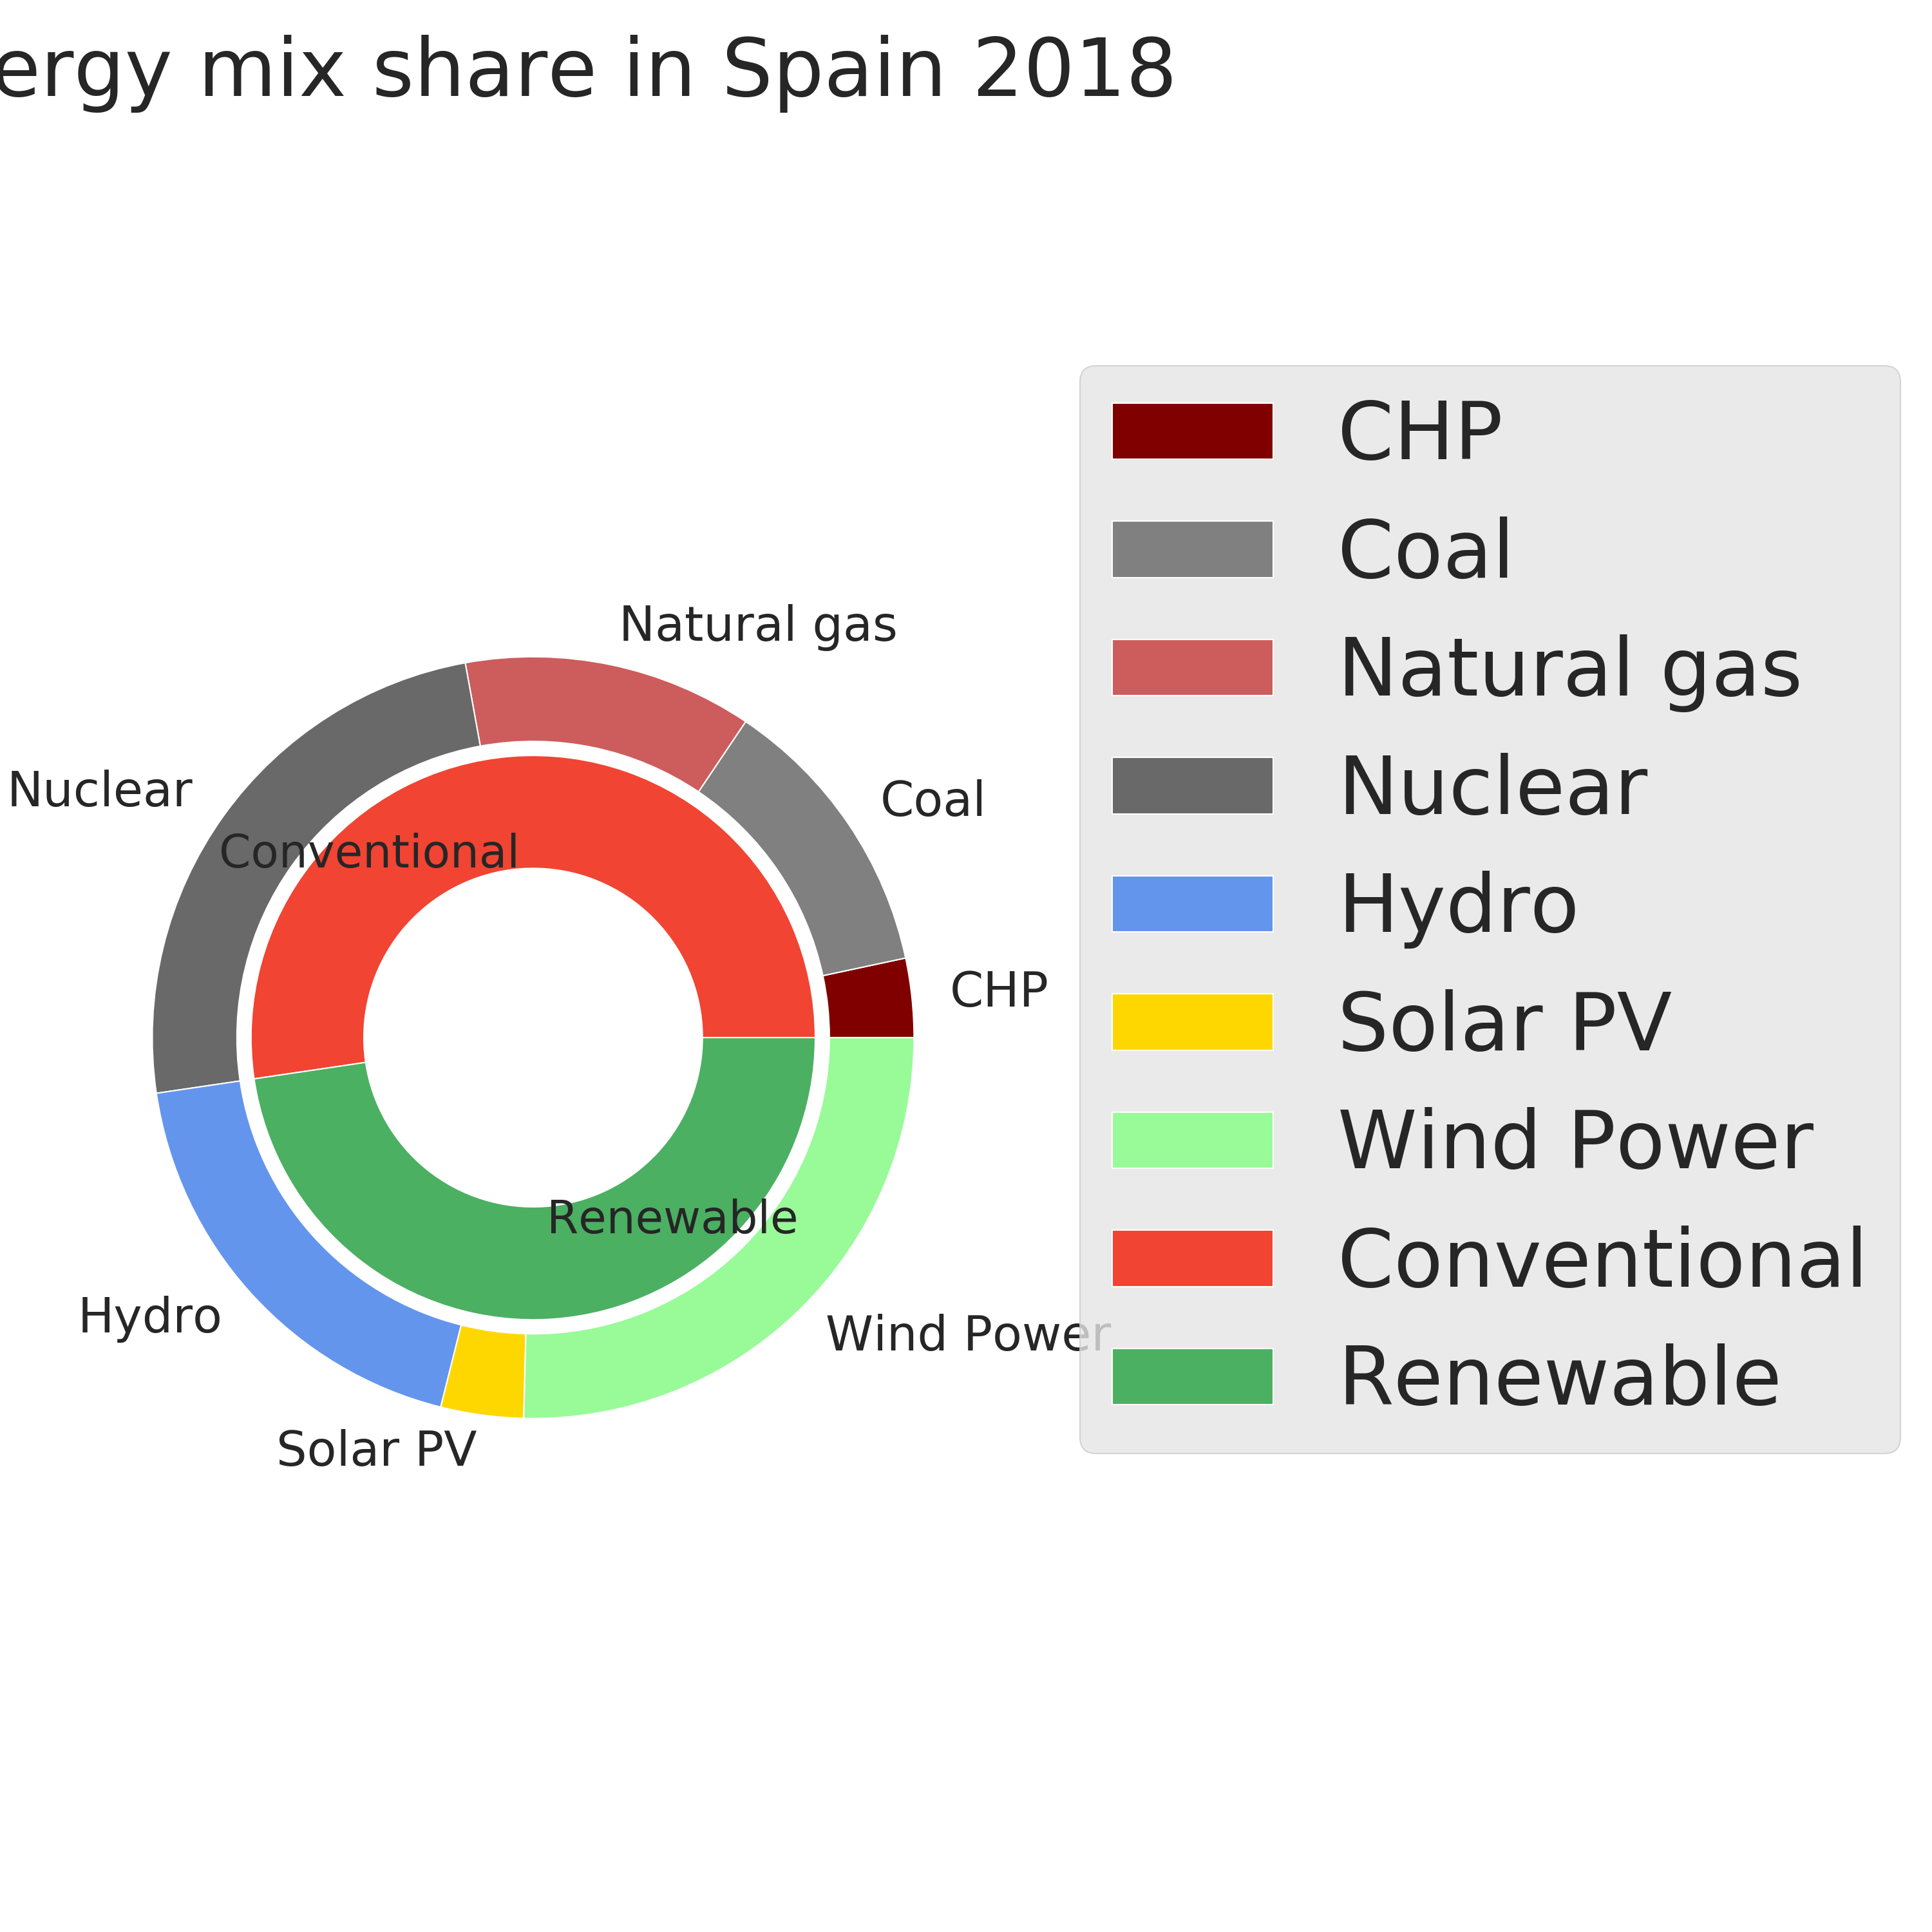 ergy mix share in Spain 2018
Natural gas
Nuclear
Coal
Conventional
CHP
Renewable
Hydro
Wind Power
Solar PV
CHP
Coal
Natural gas
Nuclear
Hydro
Solar PV
Wind Power
Conventional
Renewable